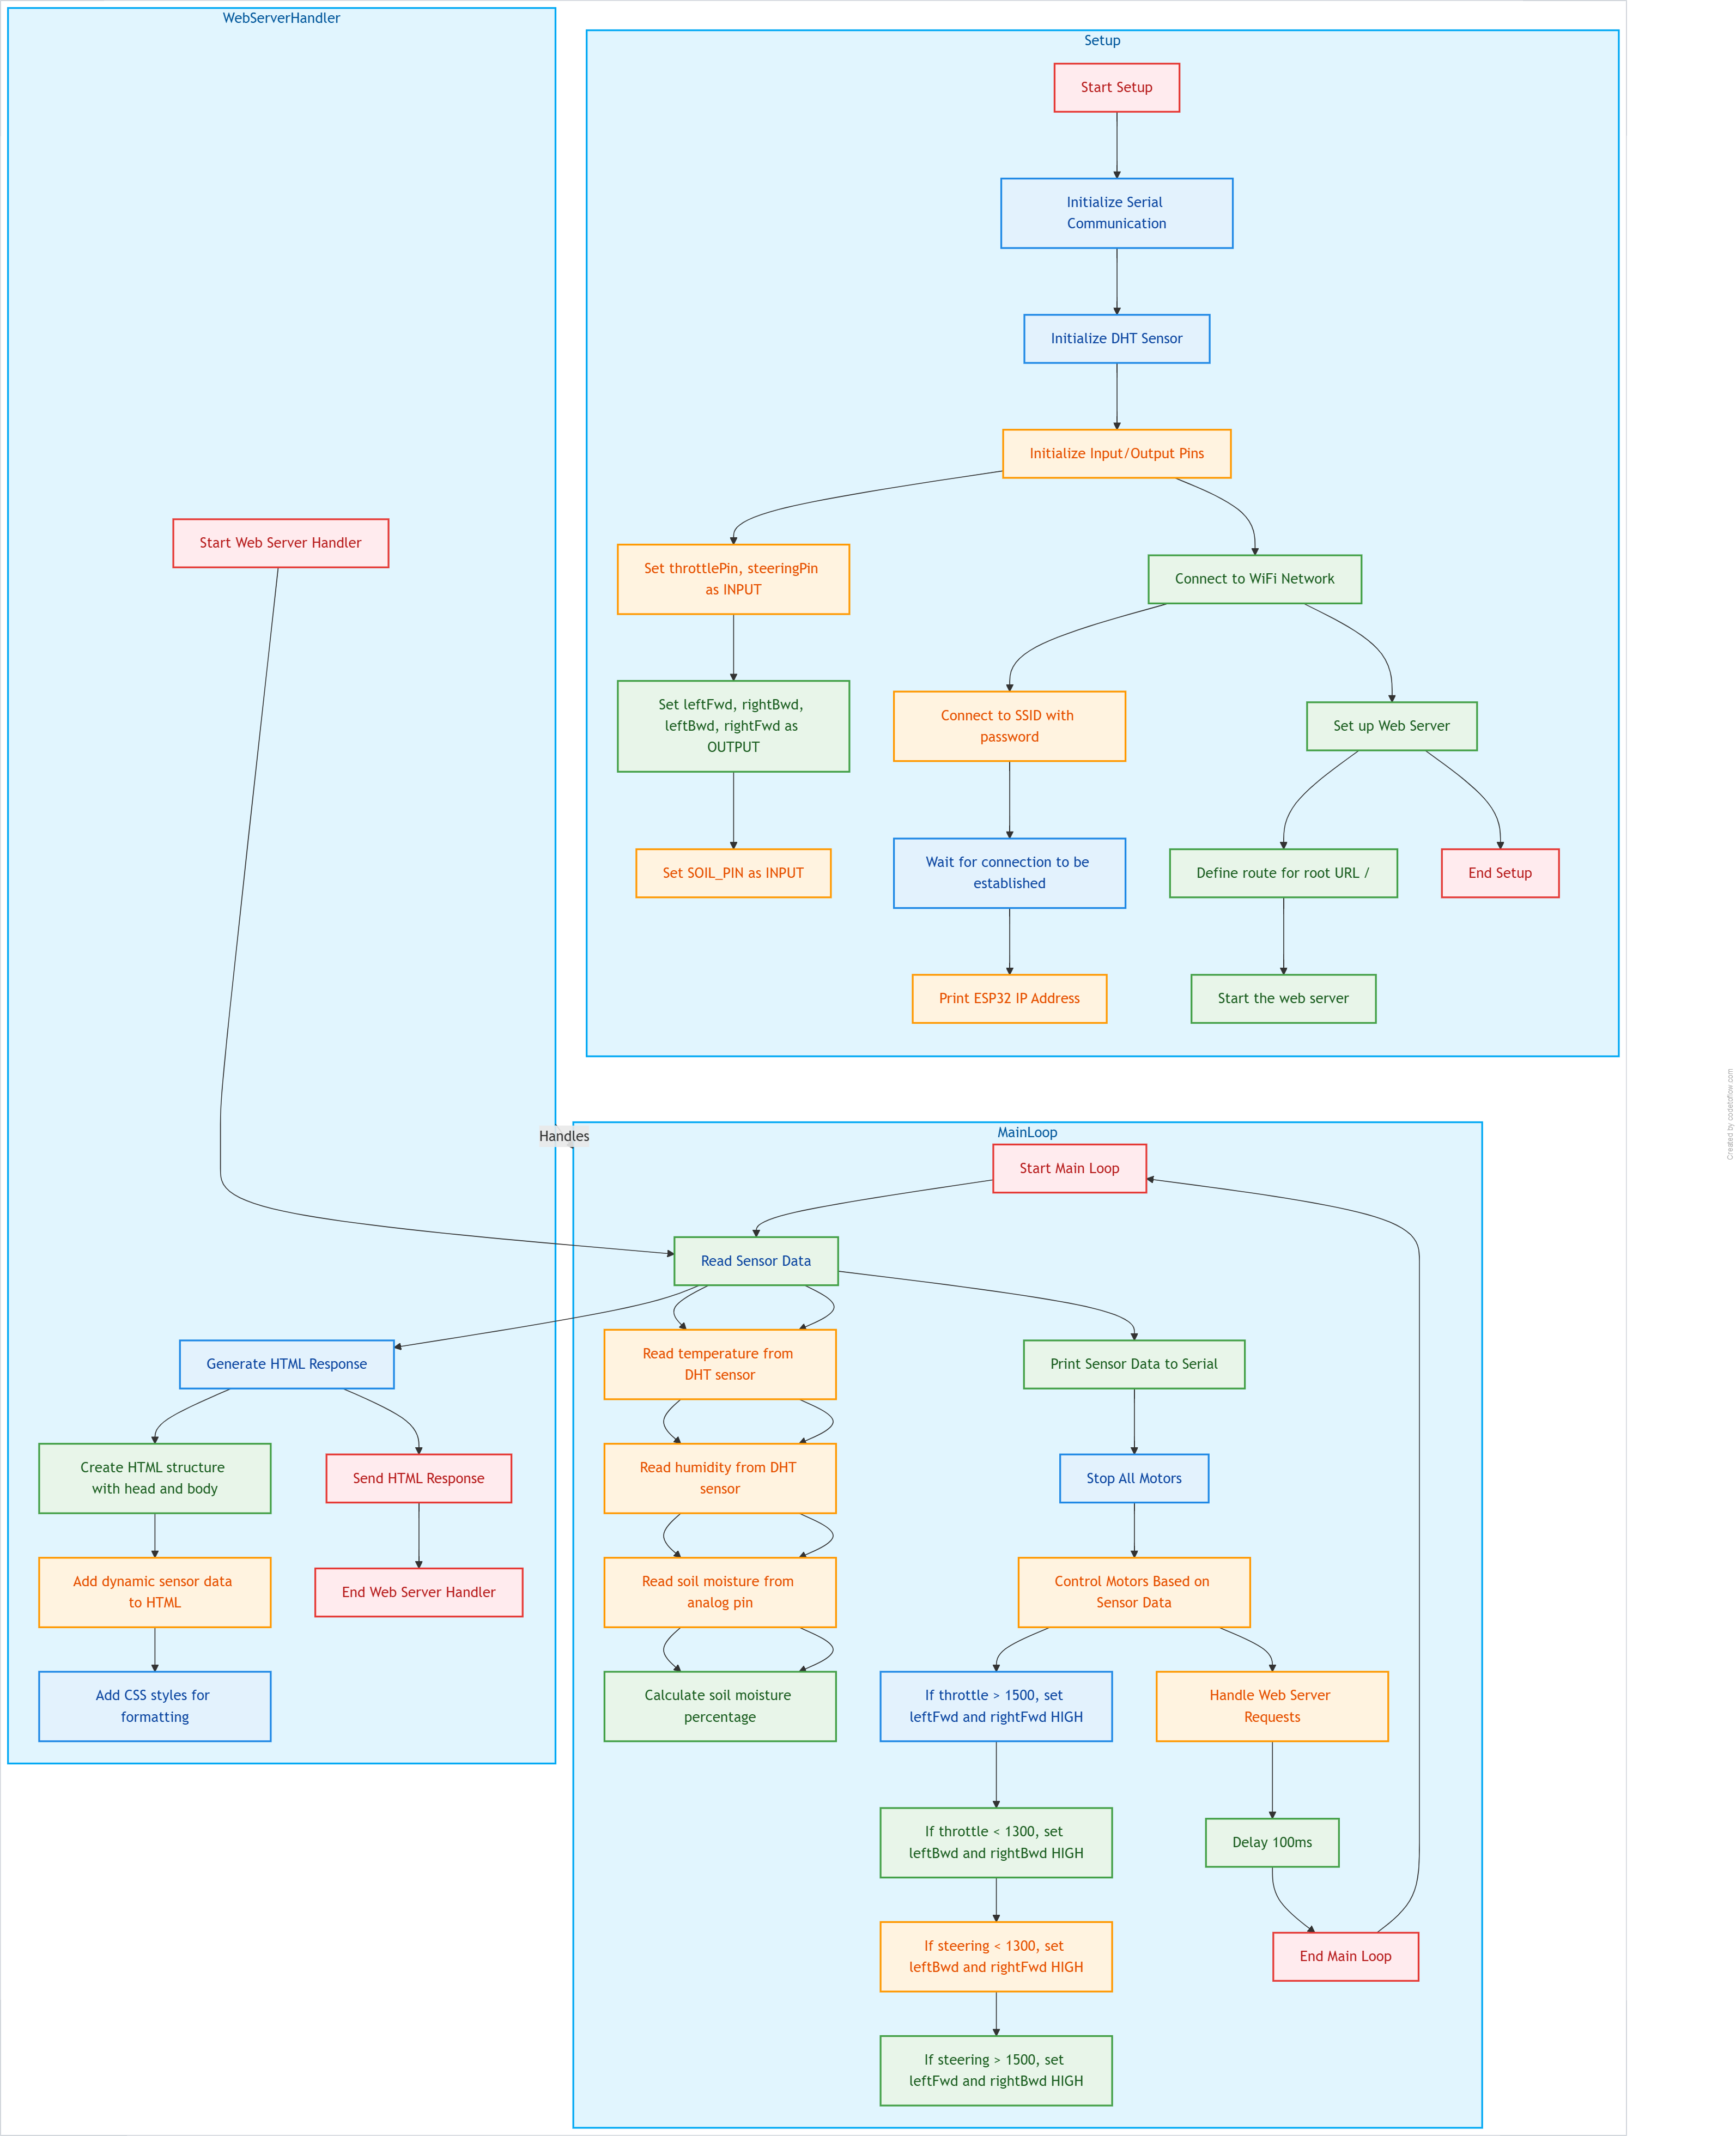 WebServerHandler
Start Web Server Handler
Generate HTML Response
Create HTML structure
with head and body
Send HTML Response
Add dynamic sensor data
to HTML
End Web Server Handler
Add CSS styles for
formatting
Setup
Start Setup
Initialize Serial
Communication
Initialize DHT Sensor
Initialize Input/Output Pins
Set throttlePin, steeringPin
as INPUT
Connect to WiFi Network
Set leftFwd, rightBwd,
leftBwd, rightFwd as
OUTPUT
Connect to SSID with
password
Set up Web Server
Set SOIL_PIN as INPUT
Wait for connection to be
established
Define route for root URL /
End Setup
Print ESP32 IP Address
Start the web server
Handles
MainLoop
Start Main Loop
Read Sensor Data
Read temperature from
DHT sensor
Print Sensor Data to Serial
Read humidity from DHT
sensor
Stop All Motors
Read soil moisture from
analog pin
Control Motors Based on
Sensor Data
Calculate soil moisture
percentage
If throttle > 1500, set
leftFwd and rightFwd HIGH
Handle Web Server
Requests
If throttle < 1300, set
leftBwd and rightBwd HIGH
Delay 100ms
If steering < 1300, set
leftBwd and rightFwd HIGH
End Main Loop
If steering > 1500, set
leftFwd and rightBwd HIGH
Created by codetoflow.com